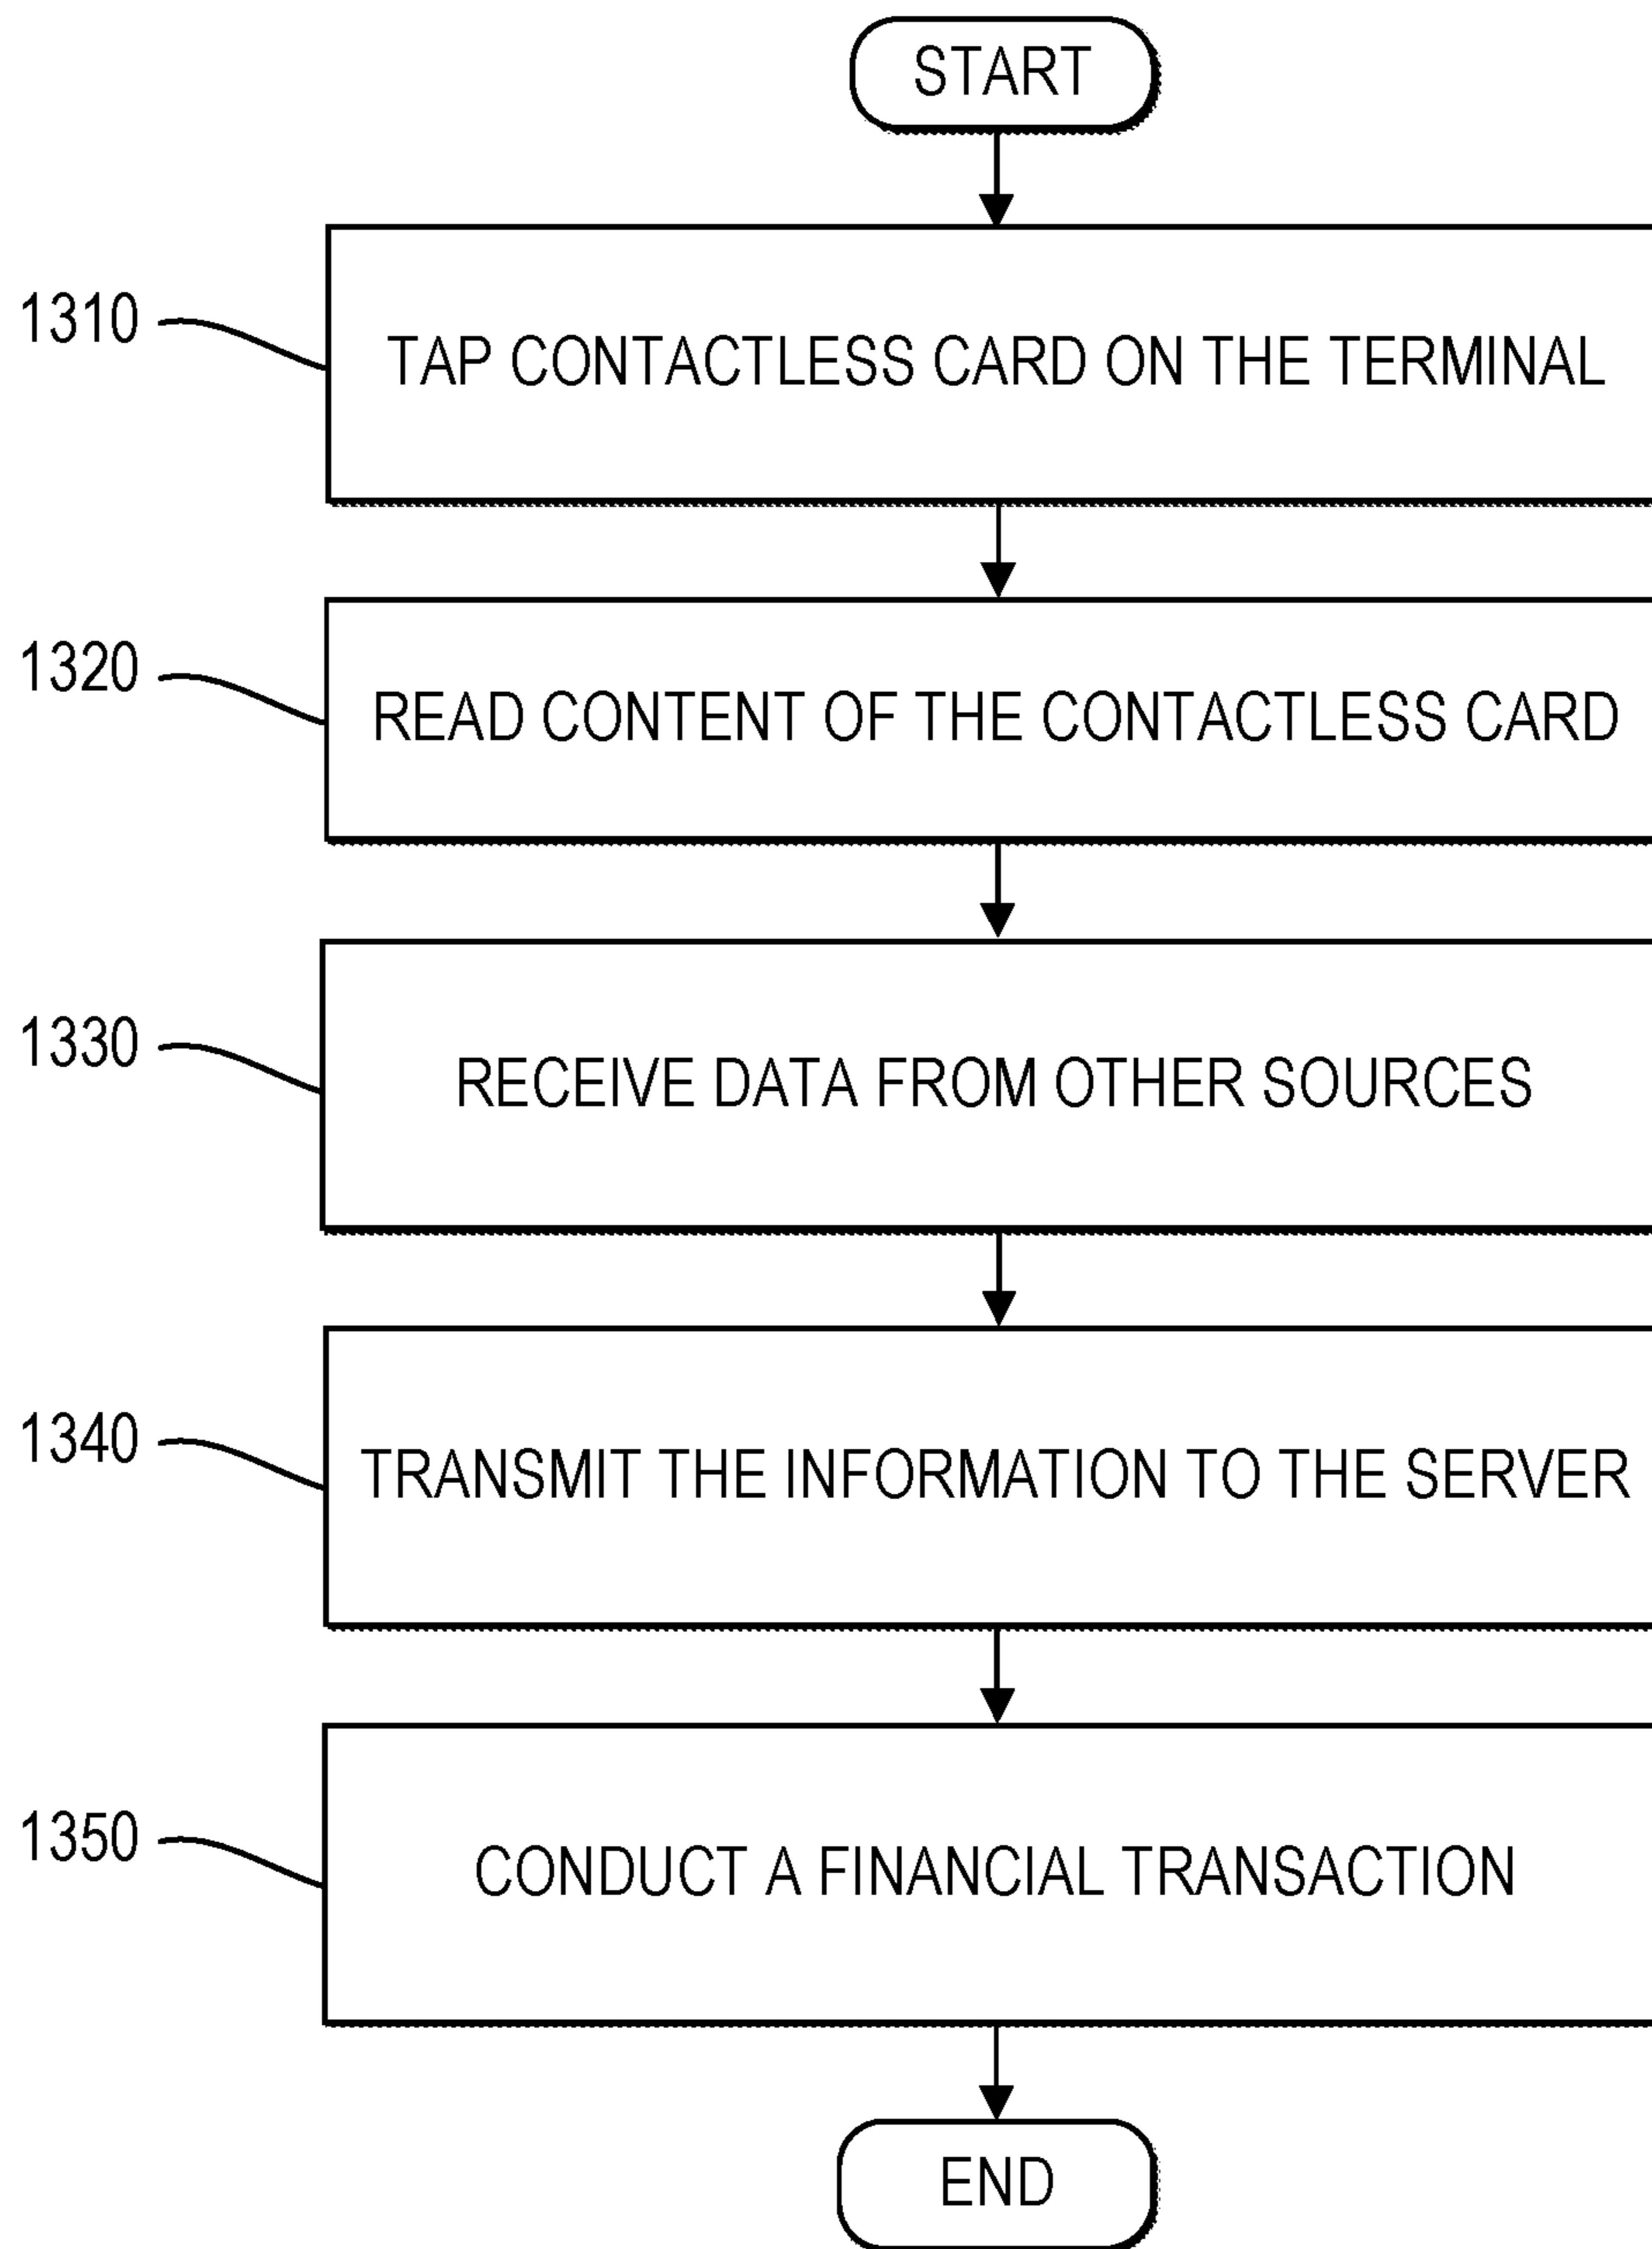 START
1310
TAP CONTACTLESS CARD ON THE TERMINAL
1320
READ CONTENT OF THE CONTACTLESS CARD
1330
RECEIVE DATA FROM OTHER SOURCES
1340
TRANSMIT THE INFORMATION TO THE SERVER
1350
CONDUCT A FINANCIAL TRANSACTION
END